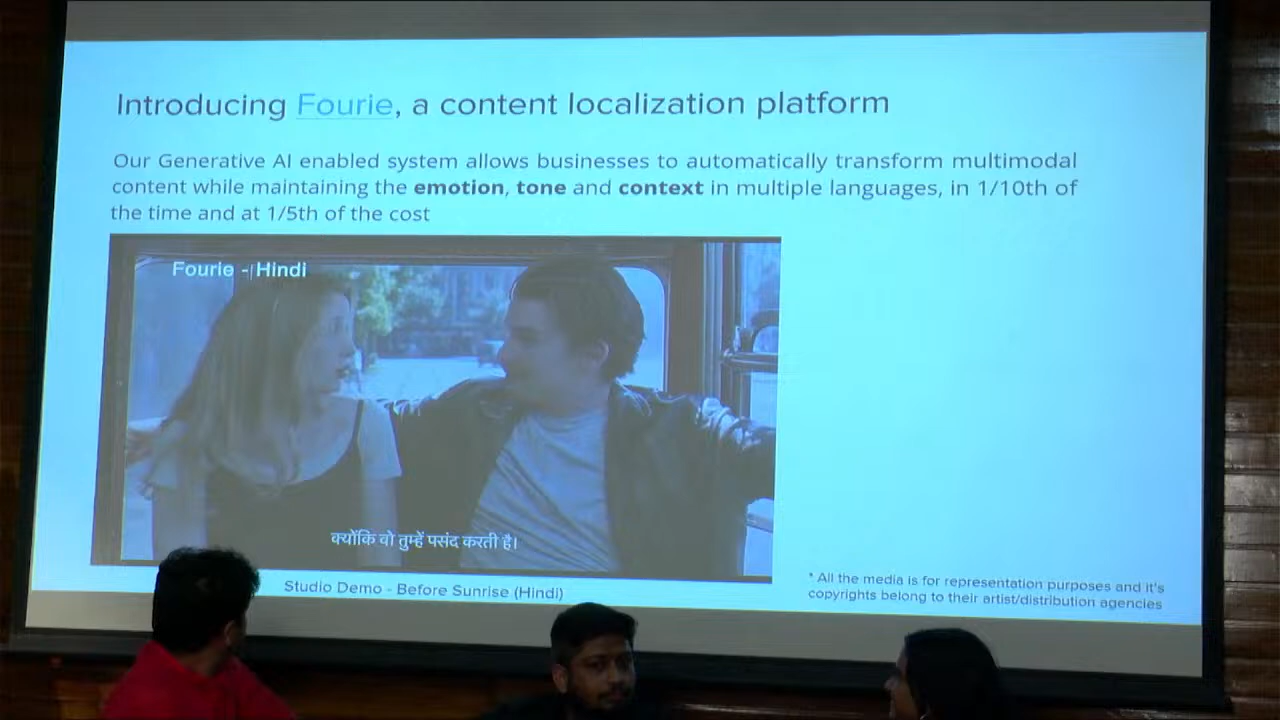 Introducing Fourie, a content localization platform
Our Generative AI enabled system allows businesses to automatically transform multimodal
content while maintaining the emotion, tone and context in multiple languages, in 1/10th of
the time and at 1/5th of the cost
Fourie - Hindi
क्योंकि वो तुम्हें पसंद करती है।
Studio Demo - Before Sunrise (Hindi)
* All the media is for representation purposes and it's
copyrights belong to their artist/distribution agencies